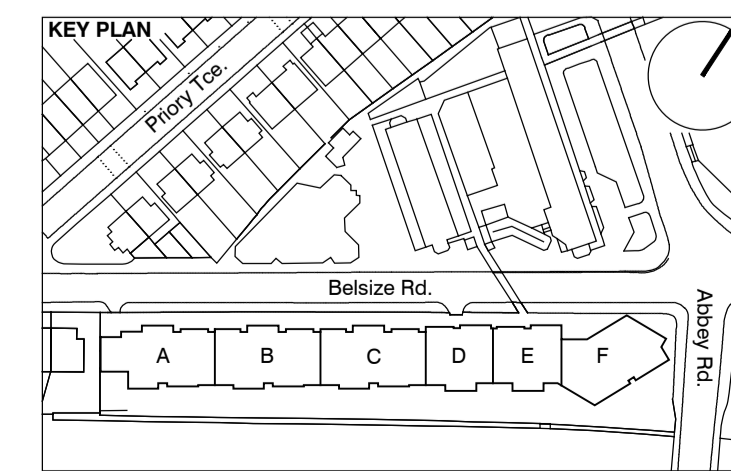 KEY PLAN
Priory Tce.
Belsize Rd.
Abbey Rd.
A
B
C
D
E
F